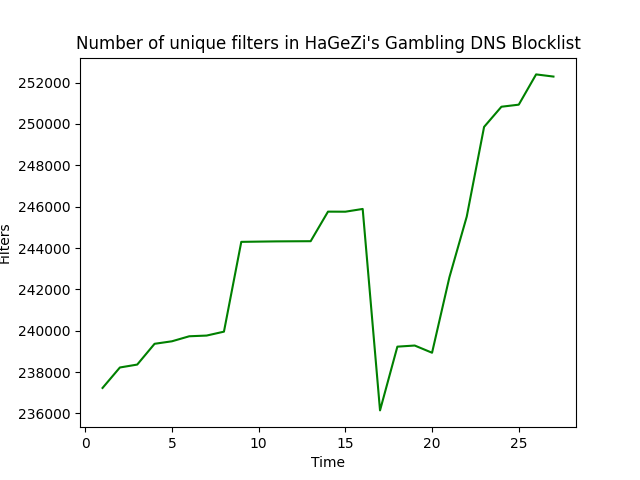 Number of unique filters in HaGeZi's Gambling DNS Blocklist
252000
250000
248000
246000
244000
242000
240000
238000
236000
Filters
0 5 10 15 20 25
Time